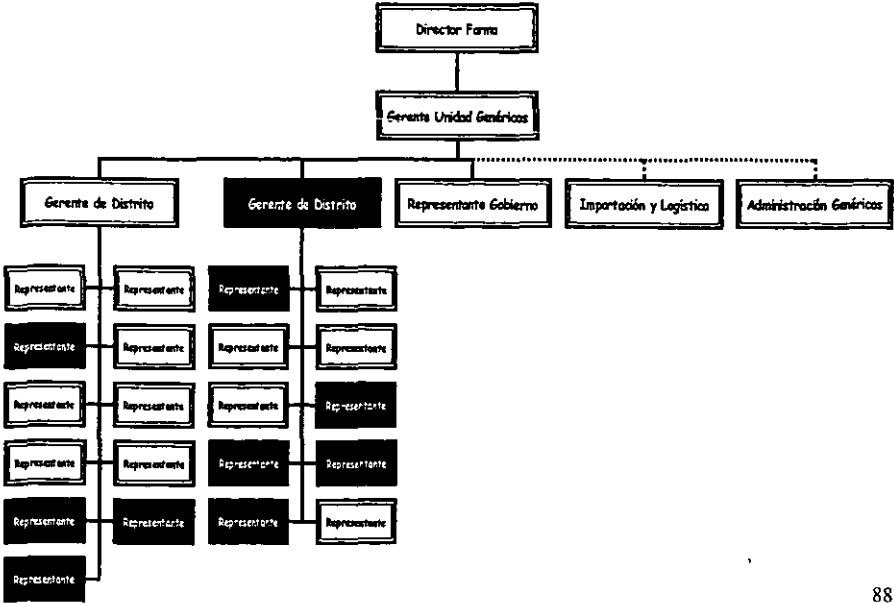 Director Farma
Gerente Unidad Genéricos
Gerente de Distrito
Gerente de Distrito
Representante Gobierno
Importación y Logística
Administración Genéricos
Representante Representante Representante Representante
Representante Representante Representante Representante
Representante Representante Representante Representante
Representante Representante Representante Representante
Representante Representante Representante Representante
Representante
88